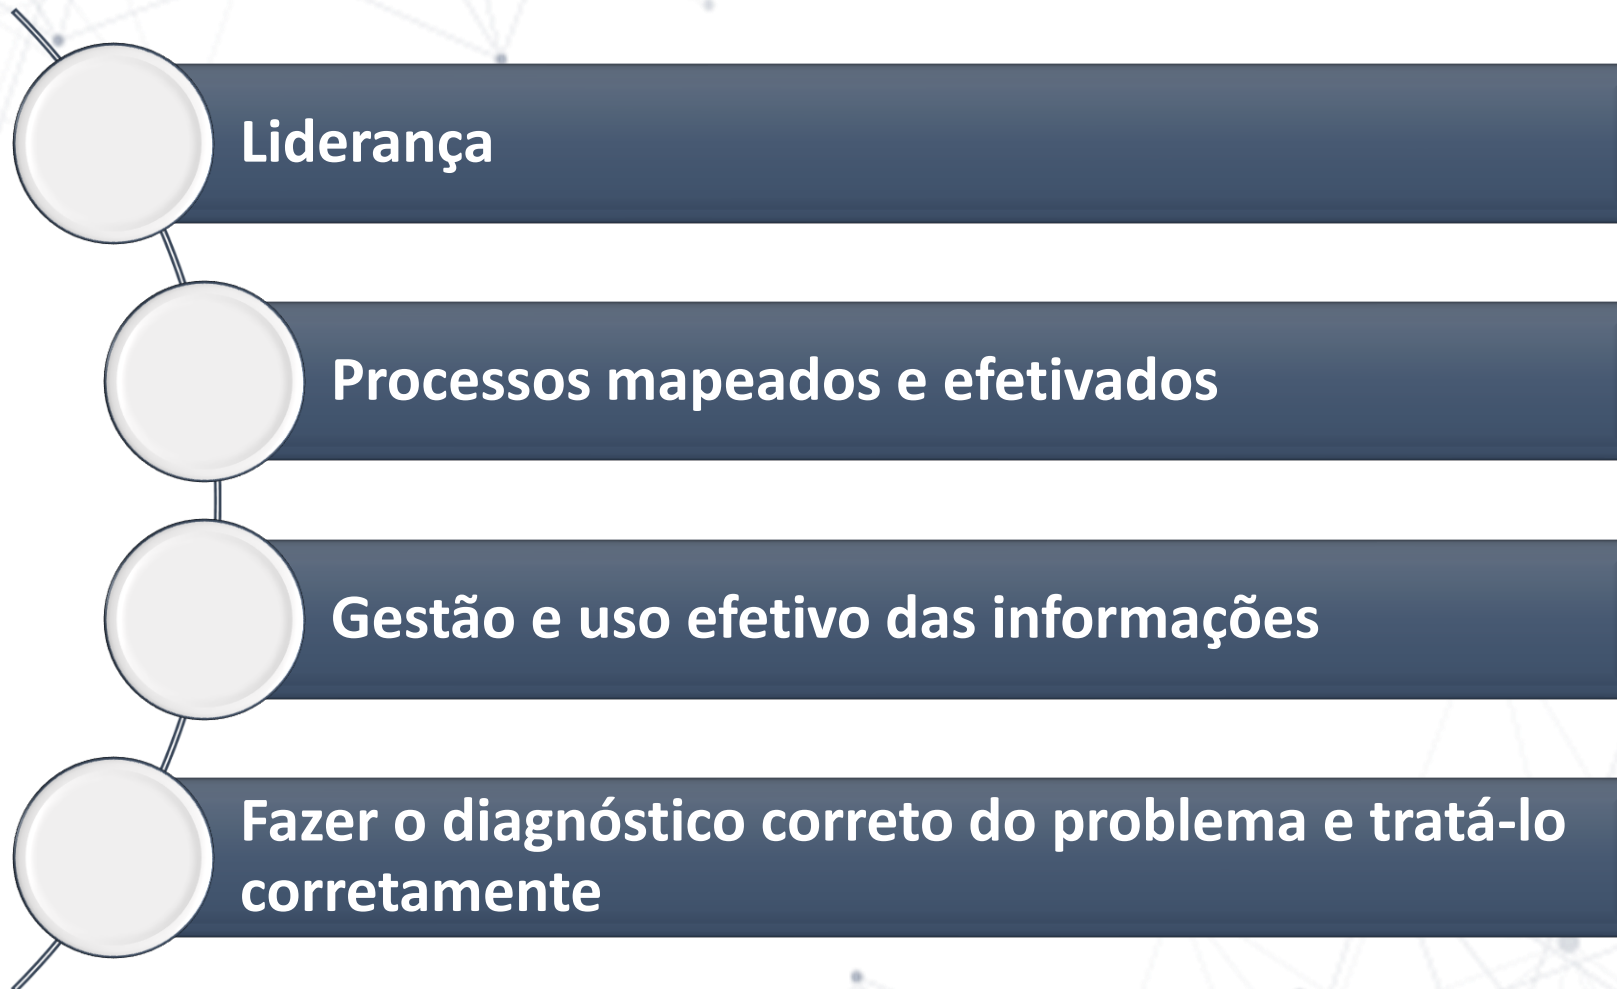 Liderança
Processos mapeados e efetivados
Gestão e uso efetivo das informações
Fazer o diagnóstico correto do problema e tratá-lo
corretamente